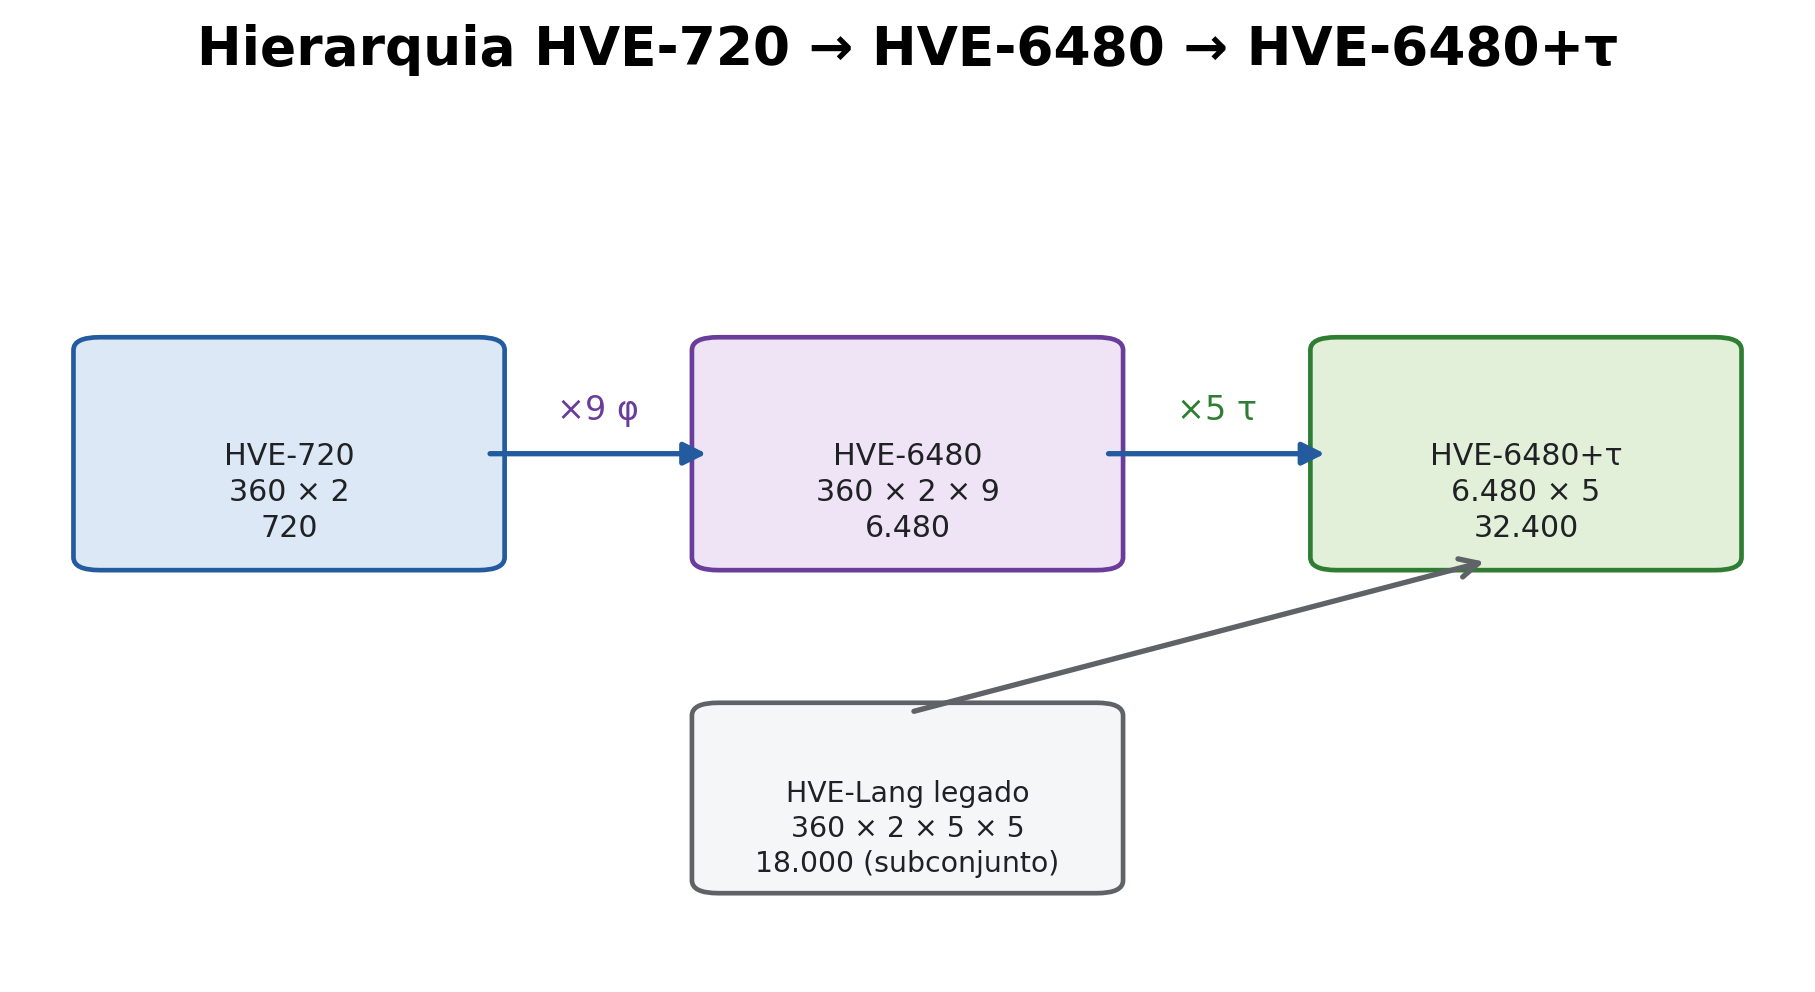 Hierarquia HVE-720 → HVE-6480 → HVE-6480+τ
×9 φ
×5 τ
HVE-720
360 × 2
720
HVE-6480
360 × 2 × 9
6.480
HVE-6480+τ
6.480 × 5
32.400
HVE-Lang legado
360 × 2 × 5 × 5
18.000 (subconjunto)